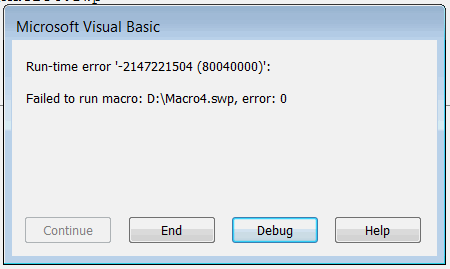 Microsoft Visual Basic
Run-time error '-2147221504 (80040000)':
Failed to run macro: D:\Macro4.swp, error: 0
Continue End Debug Help